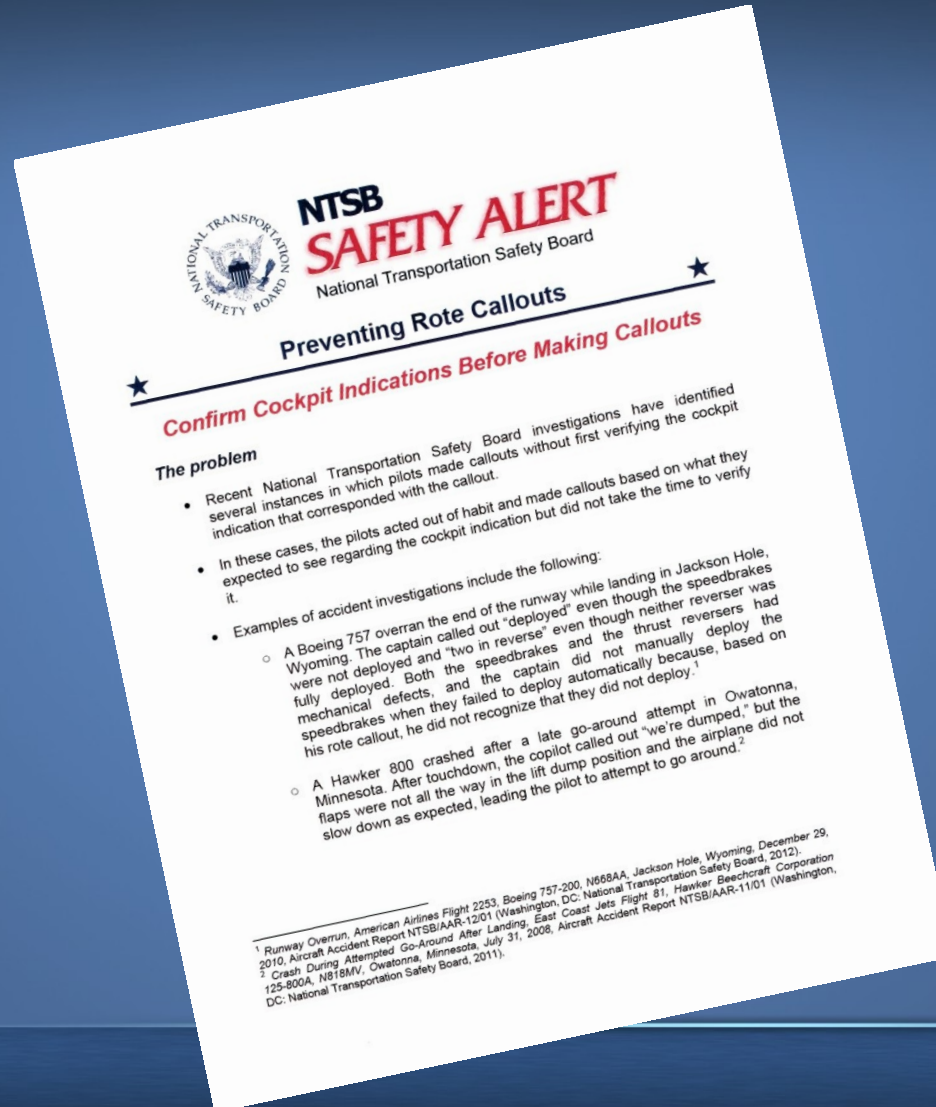 NATIONAL TRANSPORTATION SAFETY BOARD
NTSB
SAFETY ALERT
National Transportation Safety Board
Preventing Rote Callouts
Confirm Cockpit Indications Before Making Callouts
The problem
• Recent National Transportation Safety Board investigations have identified
several instances in which pilots made callouts without first verifying the cockpit
indication that corresponded with the callout.
• In these cases, the pilots acted out of habit and made callouts based on what they
expected to see regarding the cockpit indication but did not take the time to verify
it.
• Examples of accident investigations include the following:
○ A Boeing 757 overran the end of the runway while landing in Jackson Hole,
Wyoming. The captain called out “deployed” even though the speedbrakes
were not deployed and “two in reverse” even though neither reverser was
fully deployed. Both the speedbrakes and the thrust reversers had
mechanical defects, and the captain did not manually deploy the
speedbrakes when they failed to deploy automatically because, based on
his rote callout, he did not recognize that they did not deploy.1
○ A Hawker 800 crashed after a late go-around attempt in Owatonna,
Minnesota. After touchdown, the copilot called out “we’re dumped,” but the
flaps were not all the way in the lift dump position and the airplane did not
slow down as expected, leading the pilot to attempt to go around.2
1 Runway Overrun, American Airlines Flight 2253, Boeing 757-200, N668AA, Jackson Hole, Wyoming, December 29,
2010, Aircraft Accident Report NTSB/AAR-12/01 (Washington, DC: National Transportation Safety Board, 2012).
2 Crash During Attempted Go-Around After Landing, East Coast Jets Flight 81, Hawker Beechcraft Corporation
125-800A, N818MV, Owatonna, Minnesota, July 31, 2008, Aircraft Accident Report NTSB/AAR-11/01 (Washington,
DC: National Transportation Safety Board, 2011).